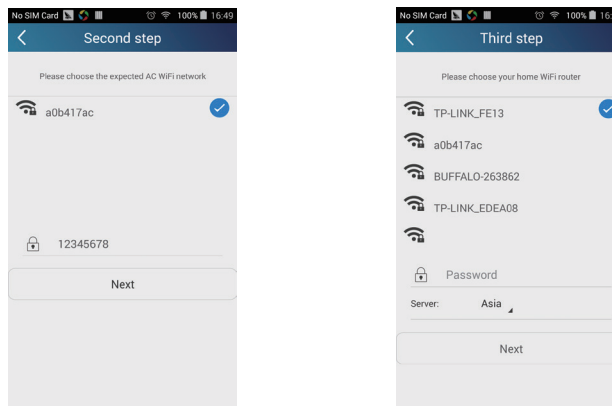 No SIM Card 100% 16:49
Second step
Please choose the expected AC WiFi network
a0b417ac
12345678
Next
No SIM Card 100% 16:
Third step
Please choose your home WiFi router
TP-LINK_FE13
a0b417ac
BUFFALO-263862
TP-LINK_EDEA08
Password
Server: Asia
Next